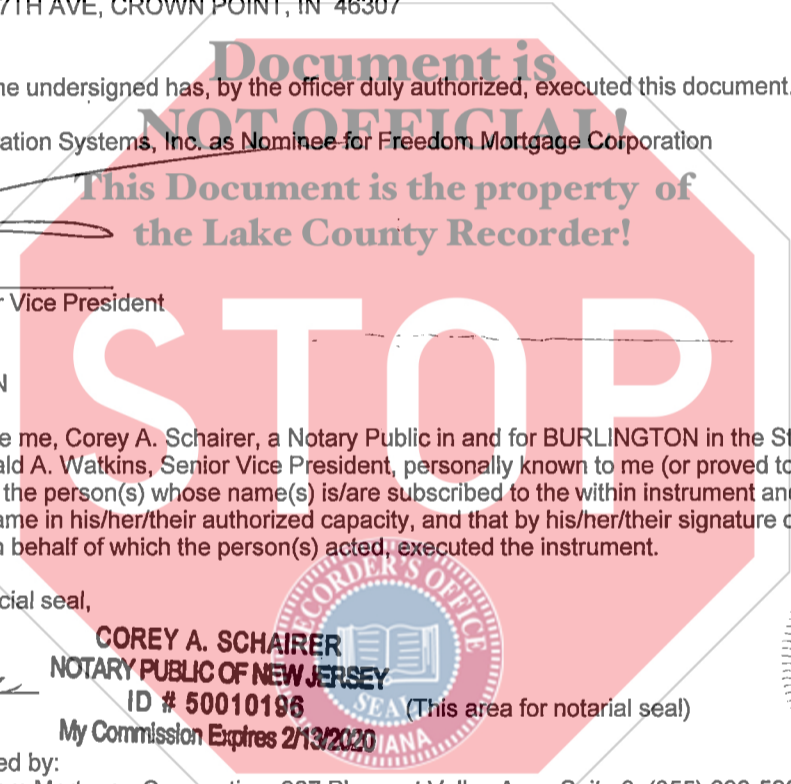 7TH AVE, CROWN POINT, IN 46307
Document is
ne undersigned has, by the officer duly authorized, executed this document.
NOT OFFICIAL!
ation Systems, Inc. as Nominee for Freedom Mortgage Corporation
This Document is the property of
the Lake County Recorder!
r Vice President
STOP
N
e me, Corey A. Schairer, a Notary Public in and for BURLINGTON in the St
ald A. Watkins, Senior Vice President, personally known to me (or proved to
the person(s) whose name(s) is/are subscribed to the within instrument an
ame in his/her/their authorized capacity, and that by his/her/their signature o
n behalf of which the person(s) acted, executed the instrument.
RECORDER'S OFFICE
cial seal,
COREY A. SCHAIRER
NOTARY PUBLIC OF NEW JERSEY
ID # 50010196
SEAL
(This area for notarial seal)
My Commission Expires 2/13/2020
DIANA
ed by: